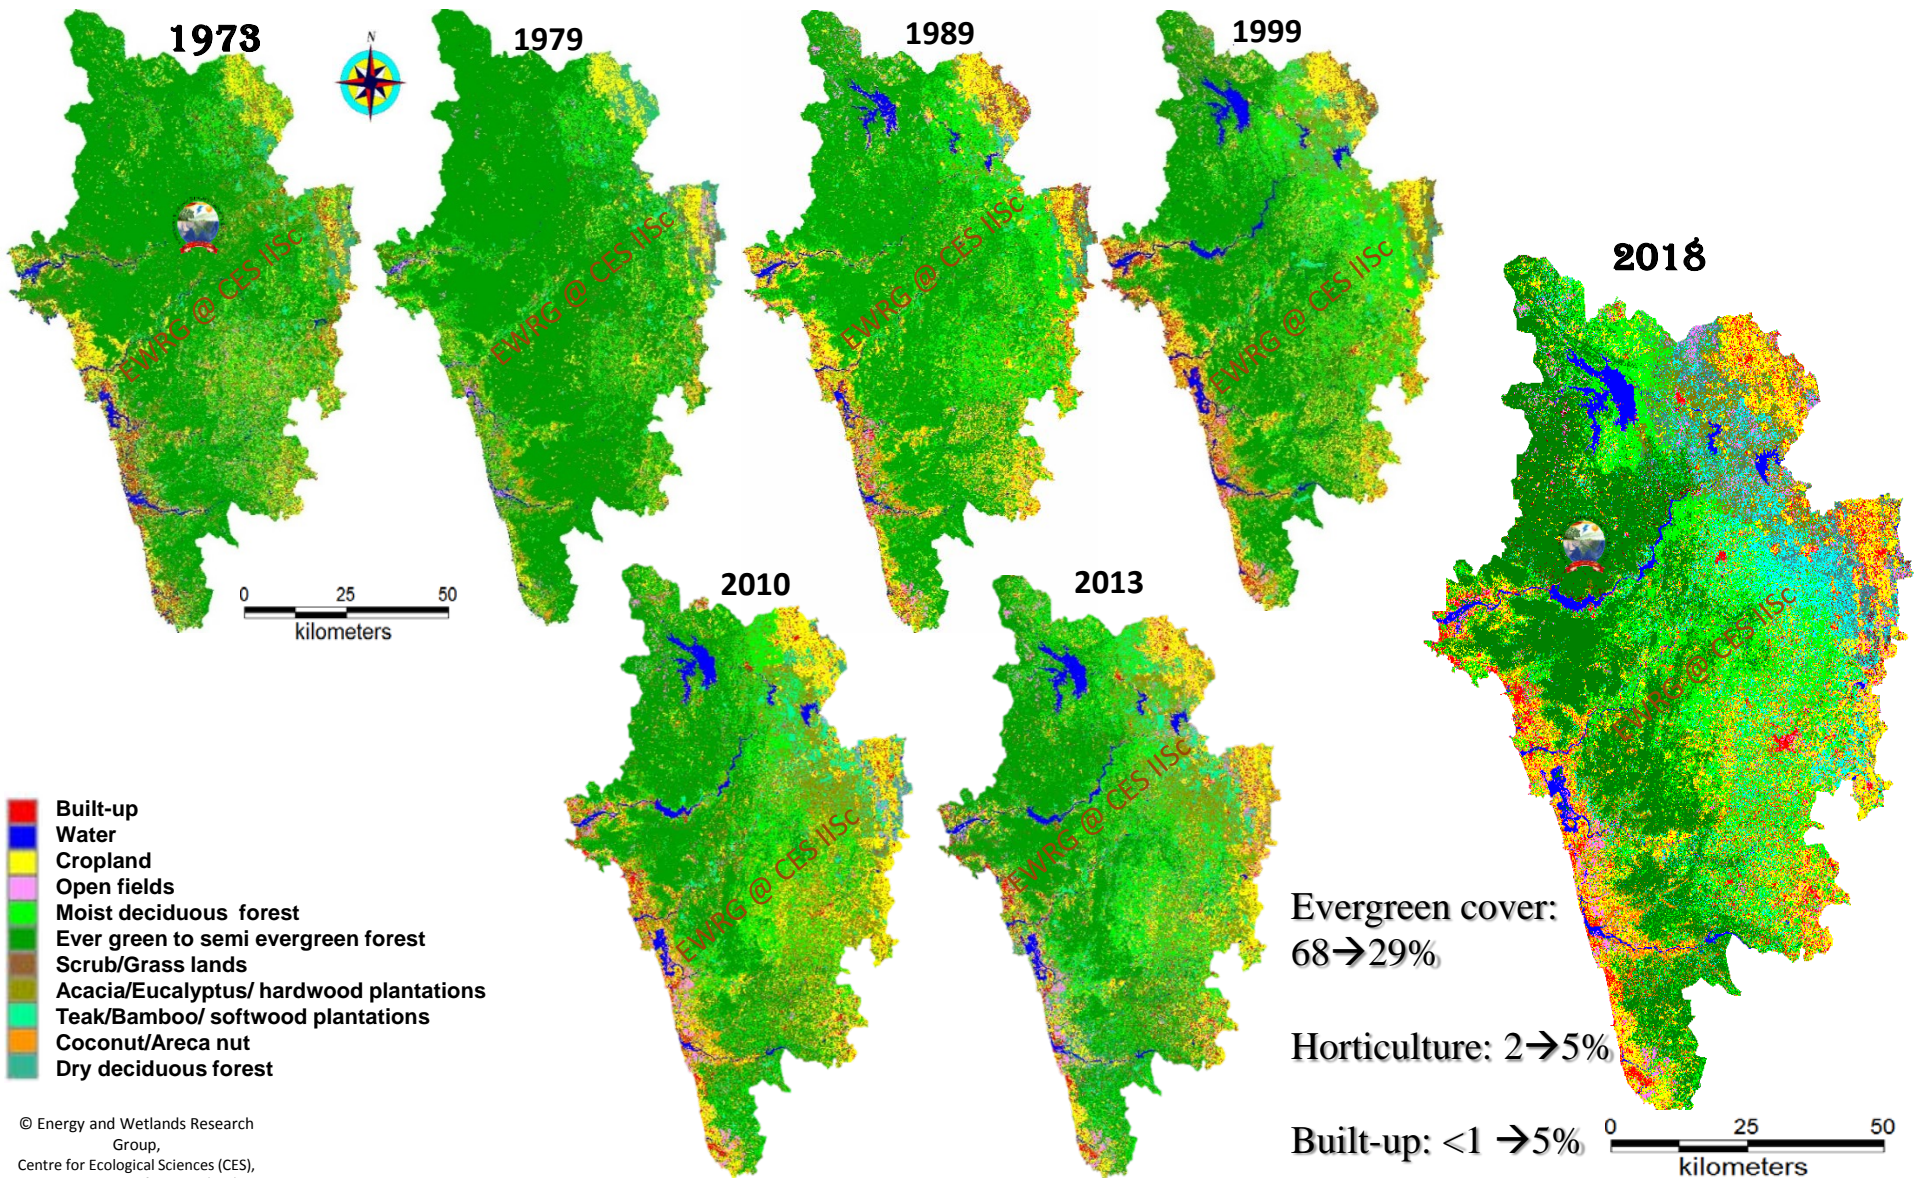 1973
N
1979
1989
1999
2018
EWRG @ CES IISc
EWRG @ CES IISc
EWRG @ CES IISc
EWRG @ CES IISc
EWRG @ CES IISc
0 25 50
kilometers
2010
2013
EWRG @ CES IISc
EWRG @ CES IISc
Built-up
Water
Cropland
Open fields
Moist deciduous forest
Ever green to semi evergreen forest
Scrub/Grass lands
Acacia/Eucalyptus/ hardwood plantations
Teak/Bamboo/ softwood plantations
Coconut/Areca nut
Dry deciduous forest
Evergreen cover:
68→29%
Horticulture: 2→5%
Built-up: <1 →5%
0 25 50
kilometers
© Energy and Wetlands Research
Group,
Centre for Ecological Sciences (CES),